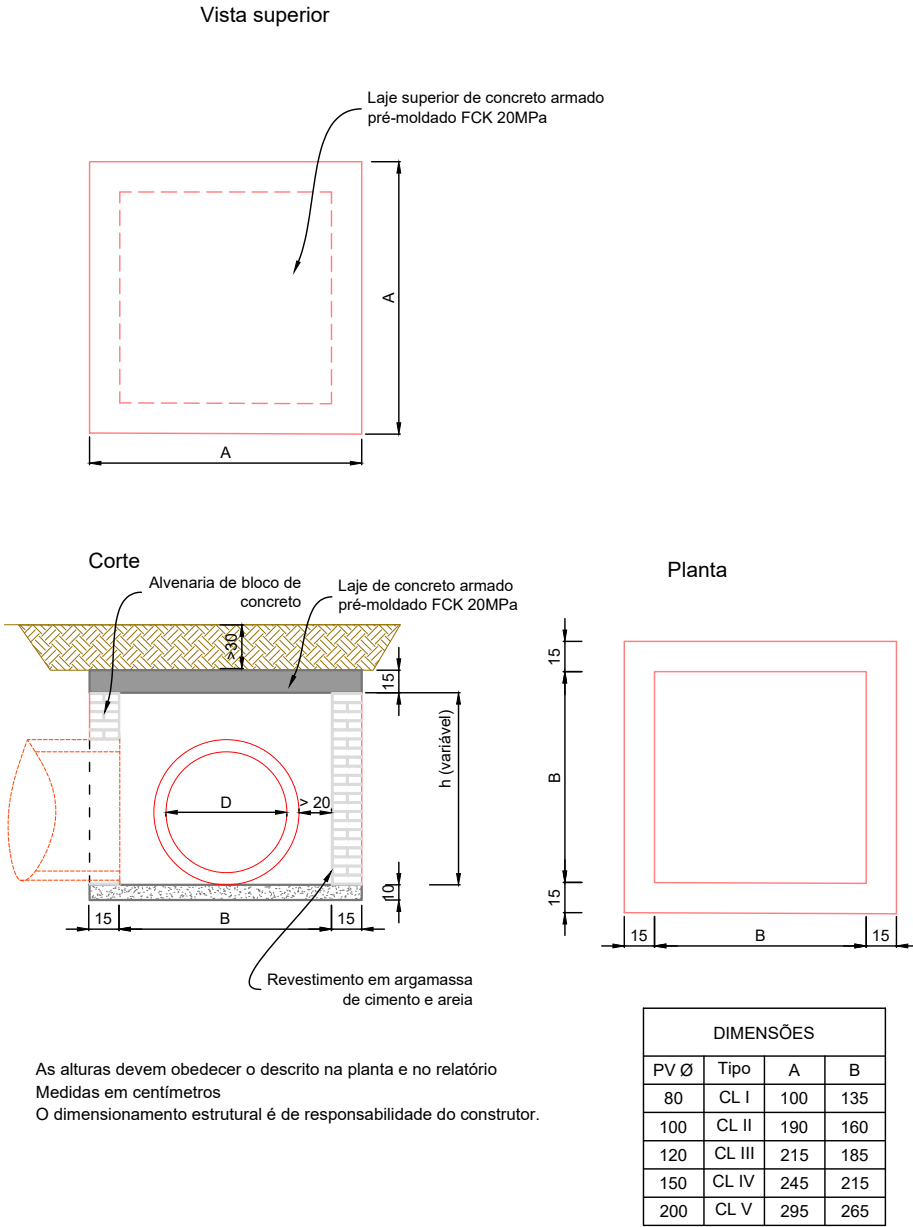 Vista superior
Laje superior de concreto armado
pré-moldado FCK 20MPa
A
A
Corte
Alvenaria de bloco de
concreto
Laje de concreto armado
pré-moldado FCK 20MPa
>30
15
h (variável)
D
> 20
10
15
B
15
Revestimento em argamassa
de cimento e areia
Planta
15
B
15
15
B
15
As alturas devem obedecer o descrito na planta e no relatório
Medidas em centímetros
O dimensionamento estrutural é de responsabilidade do construtor.
DIMENSÕES
PV Ø Tipo A B
80 CL I 100 135
100 CL II 190 160
120 CL III 215 185
150 CL IV 245 215
200 CL V 295 265